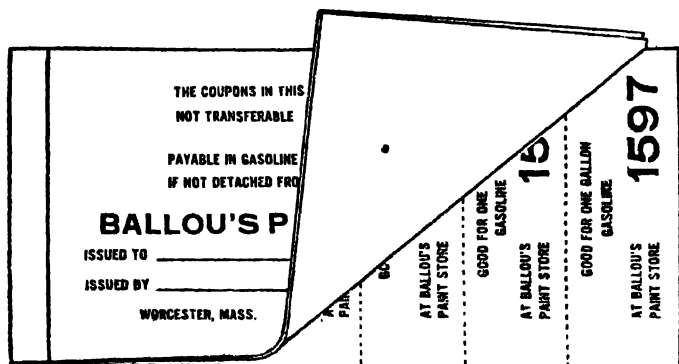 THE COUPONS IN THIS
NOT TRANSFERABLE
PAYABLE IN GASOLINE
IF NOT DETACHED FRO
BALLOU'S P
ISSUED TO
ISSUED BY
WORCESTER, MASS.
GOOD FOR ONE
GASOLINE
15
AT BALLOU'S
PAINT STORE
AT BALLOU'S
PAINT STORE
GOOD FOR ONE GALLON
GASOLINE
1597
AT BALLOU'S
PAINT STORE